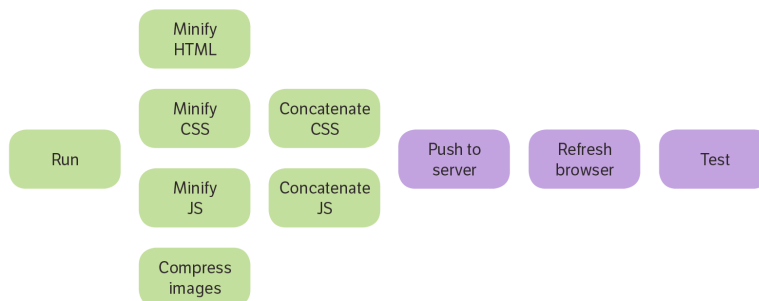 Minify
HTML
Minify
CSS
Concatenate
CSS
Run
Push to
server
Refresh
browser
Test
Minify
JS
Concatenate
JS
Compress
images